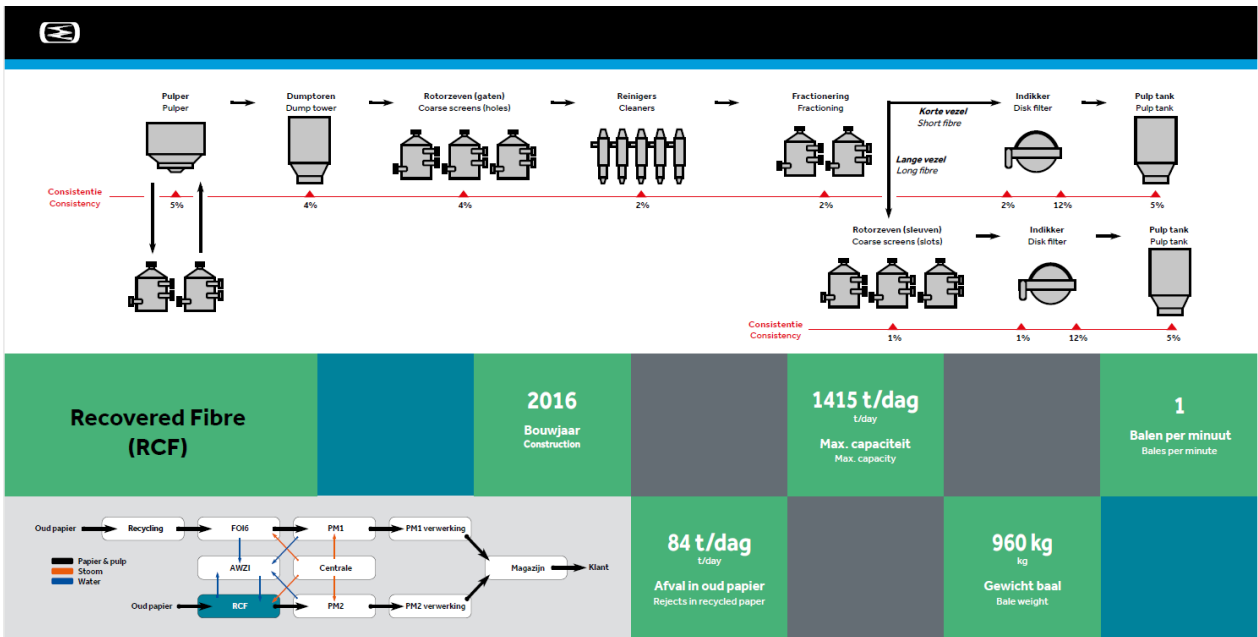 Pulper
Pulper
Dumptoren
Dump tower
Rotorzeven (gaten)
Coarse screens (holes)
Reinigers
Cleaners
Fractionering
Fractioning
Korte vezel
Short fibre
Lange vezel
Long fibre
Indikker
Disk filter
Pulp tank
Pulp tank
Consistentie
Consistency
5%
4%
4%
2%
2%
2%
12%
5%
Rotorzeven (sleuven)
Coarse screens (slots)
Indikker
Disk filter
Pulp tank
Pulp tank
Consistentie
Consistency
1%
1%
12%
5%
Recovered Fibre
(RCF)
2016
Bouwjaar
Construction
1415 t/dag
t/day
Max. capaciteit
Max. capacity
1
Balen per minuut
Bales per minute
Oud papier
Recycling
FOI6
PM1
PM1 verwerking
Papier & pulp
Stoom
Water
AWZI
Centrale
Magazijn
Klant
Oud papier
RCF
PM2
PM2 verwerking
84 t/dag
t/day
Afval in oud papier
Rejects in recycled paper
960 kg
kg
Gewicht baal
Bale weight